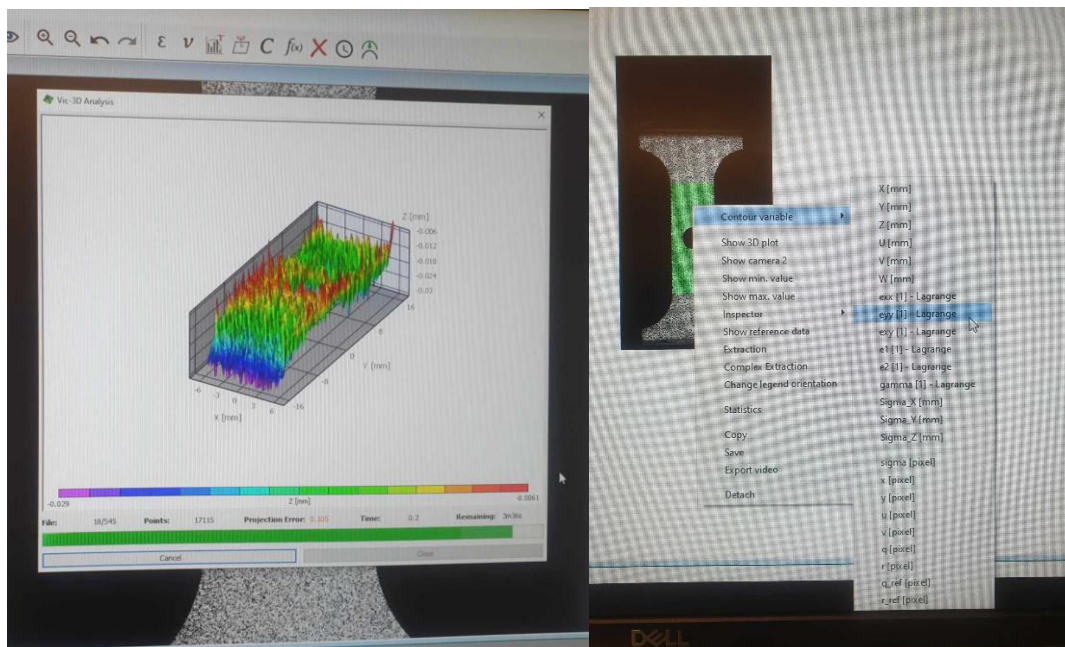 ε ν C f(x)
Vic-3D Analysis
Z [mm]
-0.006
-0.012
-0.018
-0.024
-0.03
16
8
0
Y [mm]
-8
-16
-6 -3 0 3 6
X [mm]
-0.029 Z [mm] -0.0061
File: 18/545 Points: 17115 Projection Error: 0.105 Time: 0.2 Remaining: 3m36s
Cancel Close
Contour variable
Show 3D plot
Show camera 2
Show min. value
Show max. value
Inspector
Show reference data
Extraction
Complex Extraction
Change legend orientation
Statistics
Copy
Save
Export video
Detach
X [mm]
Y [mm]
Z [mm]
U [mm]
V [mm]
W [mm]
exx [1] - Lagrange
eyy [1] - Lagrange
exy [1] - Lagrange
e1 [1] - Lagrange
e2 [1] - Lagrange
gamma [1] - Lagrange
Sigma_X [mm]
Sigma_Y [mm]
Sigma_Z [mm]
sigma [pixel]
x [pixel]
y [pixel]
u [pixel]
v [pixel]
q [pixel]
r [pixel]
q_ref [pixel]
r_ref [pixel]
DELL